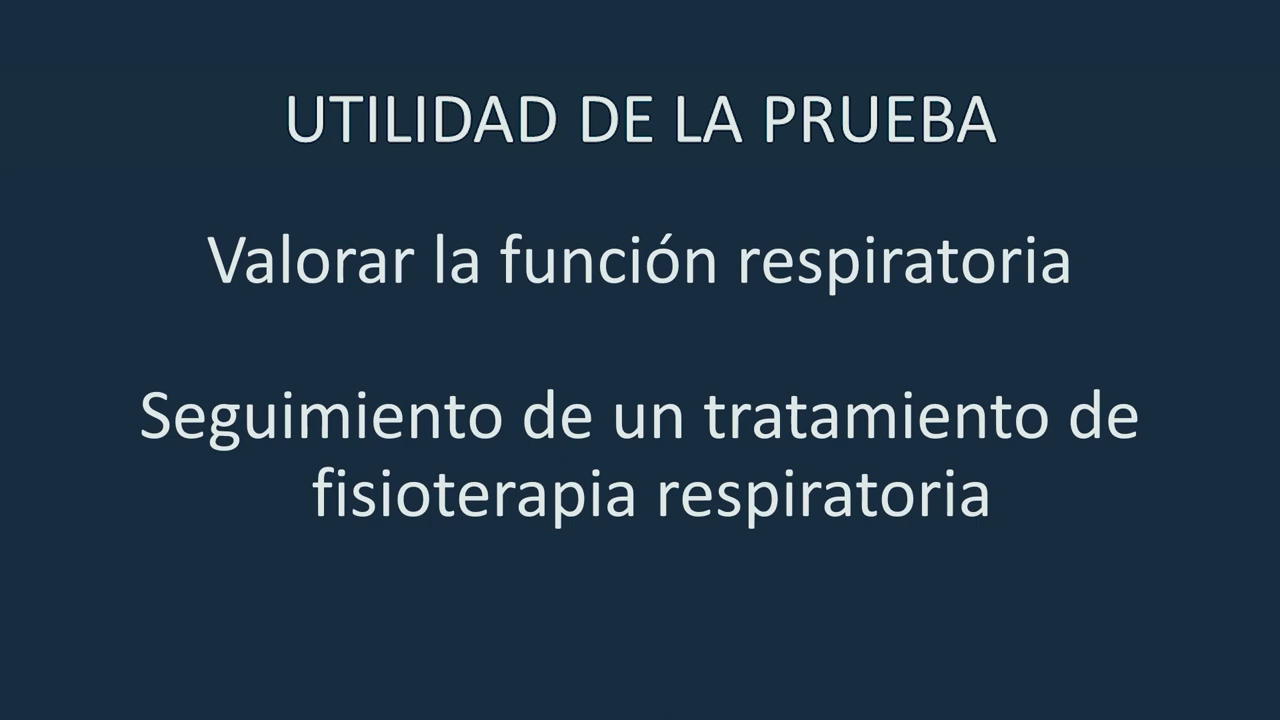 UTILIDAD DE LA PRUEBA
Valorar la función respiratoria
Seguimiento de un tratamiento de
fisioterapia respiratoria